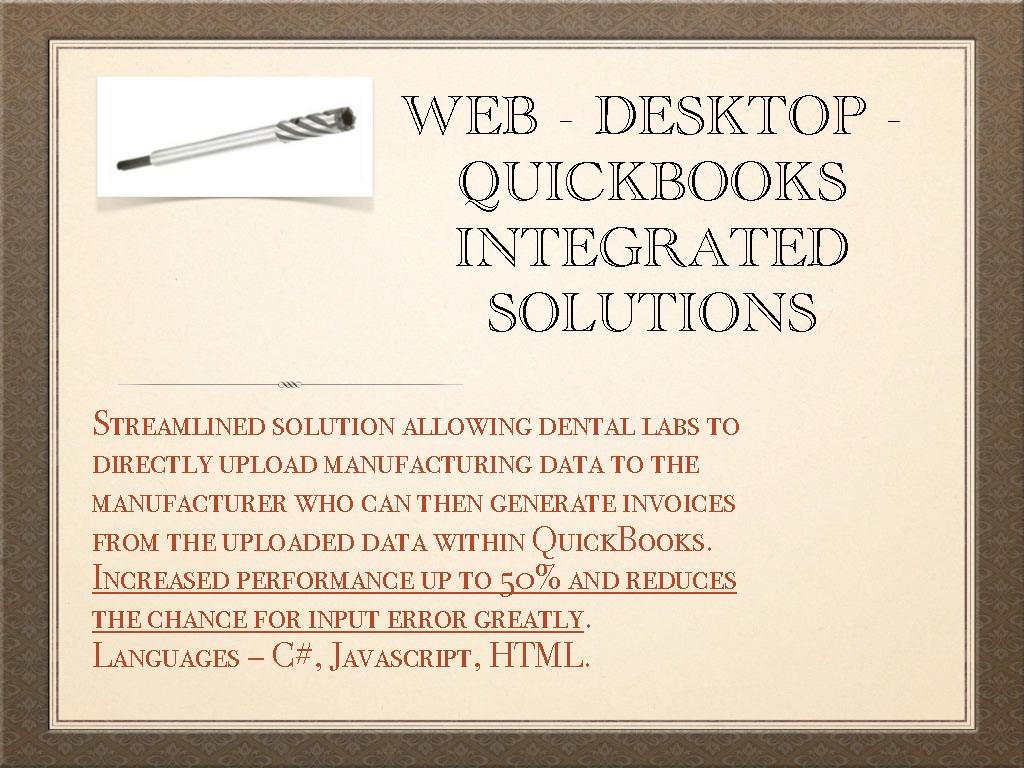 WEB - DESKTOP -
QUICKBOOKS
INTEGRATED
SOLUTIONS
Streamlined solution allowing dental labs to
directly upload manufacturing data to the
manufacturer who can then generate invoices
from the uploaded data within QuickBooks.
Increased performance up to 50% and reduces
the chance for input error greatly.
Languages – C#, Javascript, HTML.